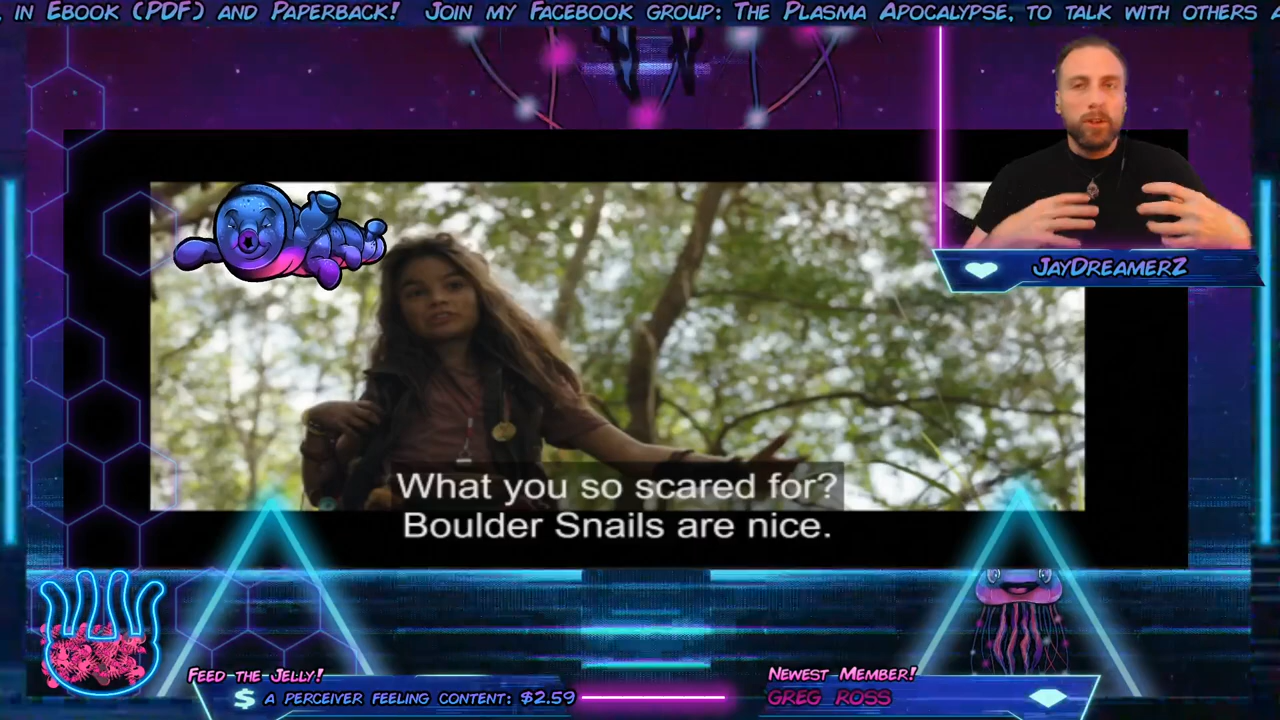 , in Ebook (PDF) and Paperback! Join my Facebook group: The Plasma Apocalypse, to talk with others
JayDreamerZ
What you so scared for?
Boulder Snails are nice.
Feed the Jelly!
$ a perceiver feeling content: $2.59
Newest Member!
Greg Ross